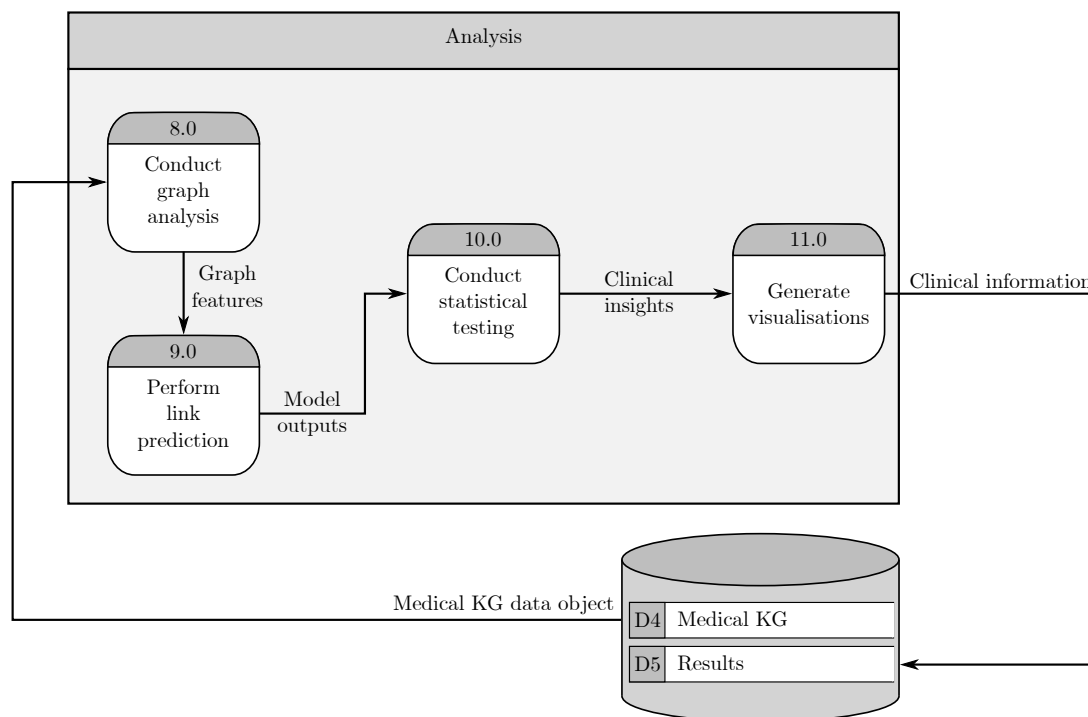 Analysis
8.0
Conduct
graph
analysis
Graph
features
9.0
Perform
link
prediction
Model
outputs
10.0
Conduct
statistical
testing
Clinical
insights
11.0
Generate
visualisations
Clinical information
Medical KG data object
D4 Medical KG
D5 Results